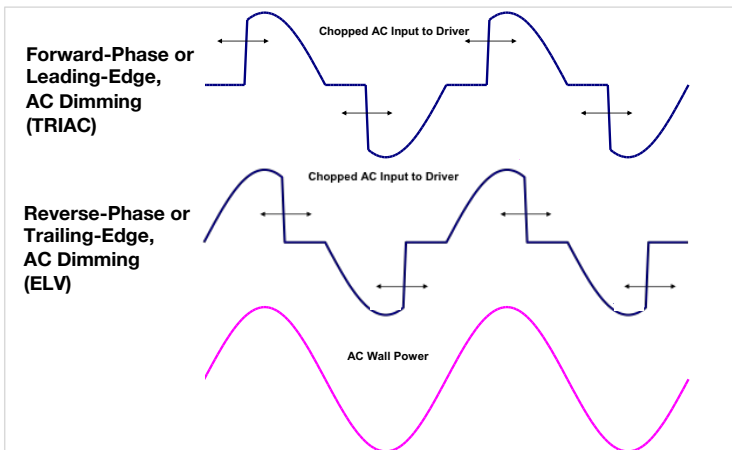 Chopped AC Input to Driver
Forward-Phase or
Leading-Edge,
AC Dimming
(TRIAC)
Chopped AC Input to Driver
Reverse-Phase or
Trailing-Edge,
AC Dimming
(ELV)
AC Wall Power